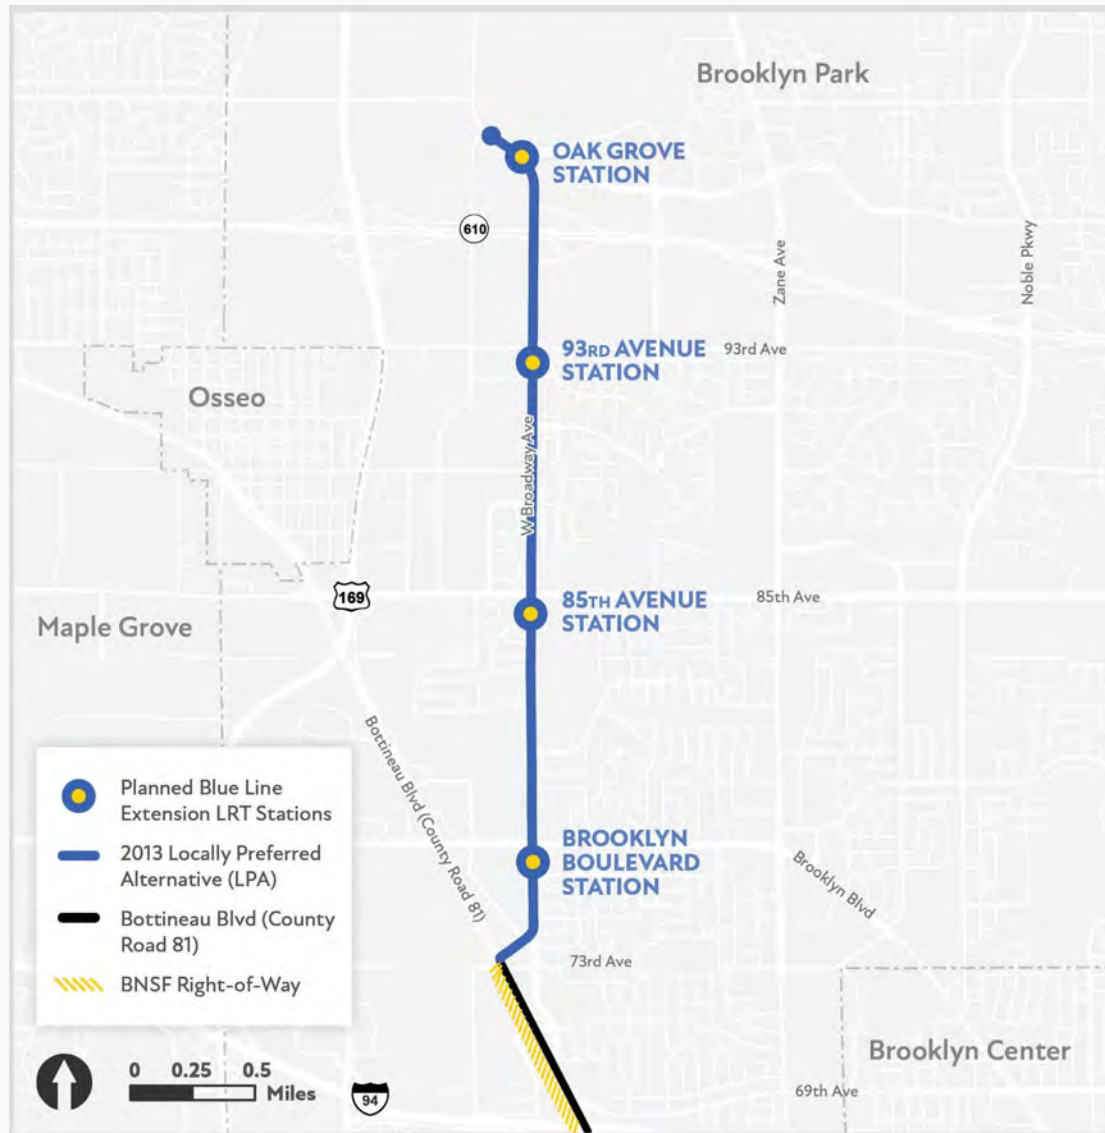 Brooklyn Park
OAK GROVE
STATION
610
Zane Ave
Noble Pkwy
93RD AVENUE
STATION
93rd Ave
Osseo
W Broadway Ave
169
85TH AVENUE
STATION
85th Ave
Maple Grove
Bottineau Blvd (County Road 81)
BROOKLYN
BOULEVARD
STATION
Brooklyn Blvd
73rd Ave
Planned Blue Line
Extension LRT Stations
2013 Locally Preferred
Alternative (LPA)
Bottineau Blvd (County
Road 81)
BNSF Right-of-Way
Brooklyn Center
0 0.25 0.5
Miles
94
69th Ave